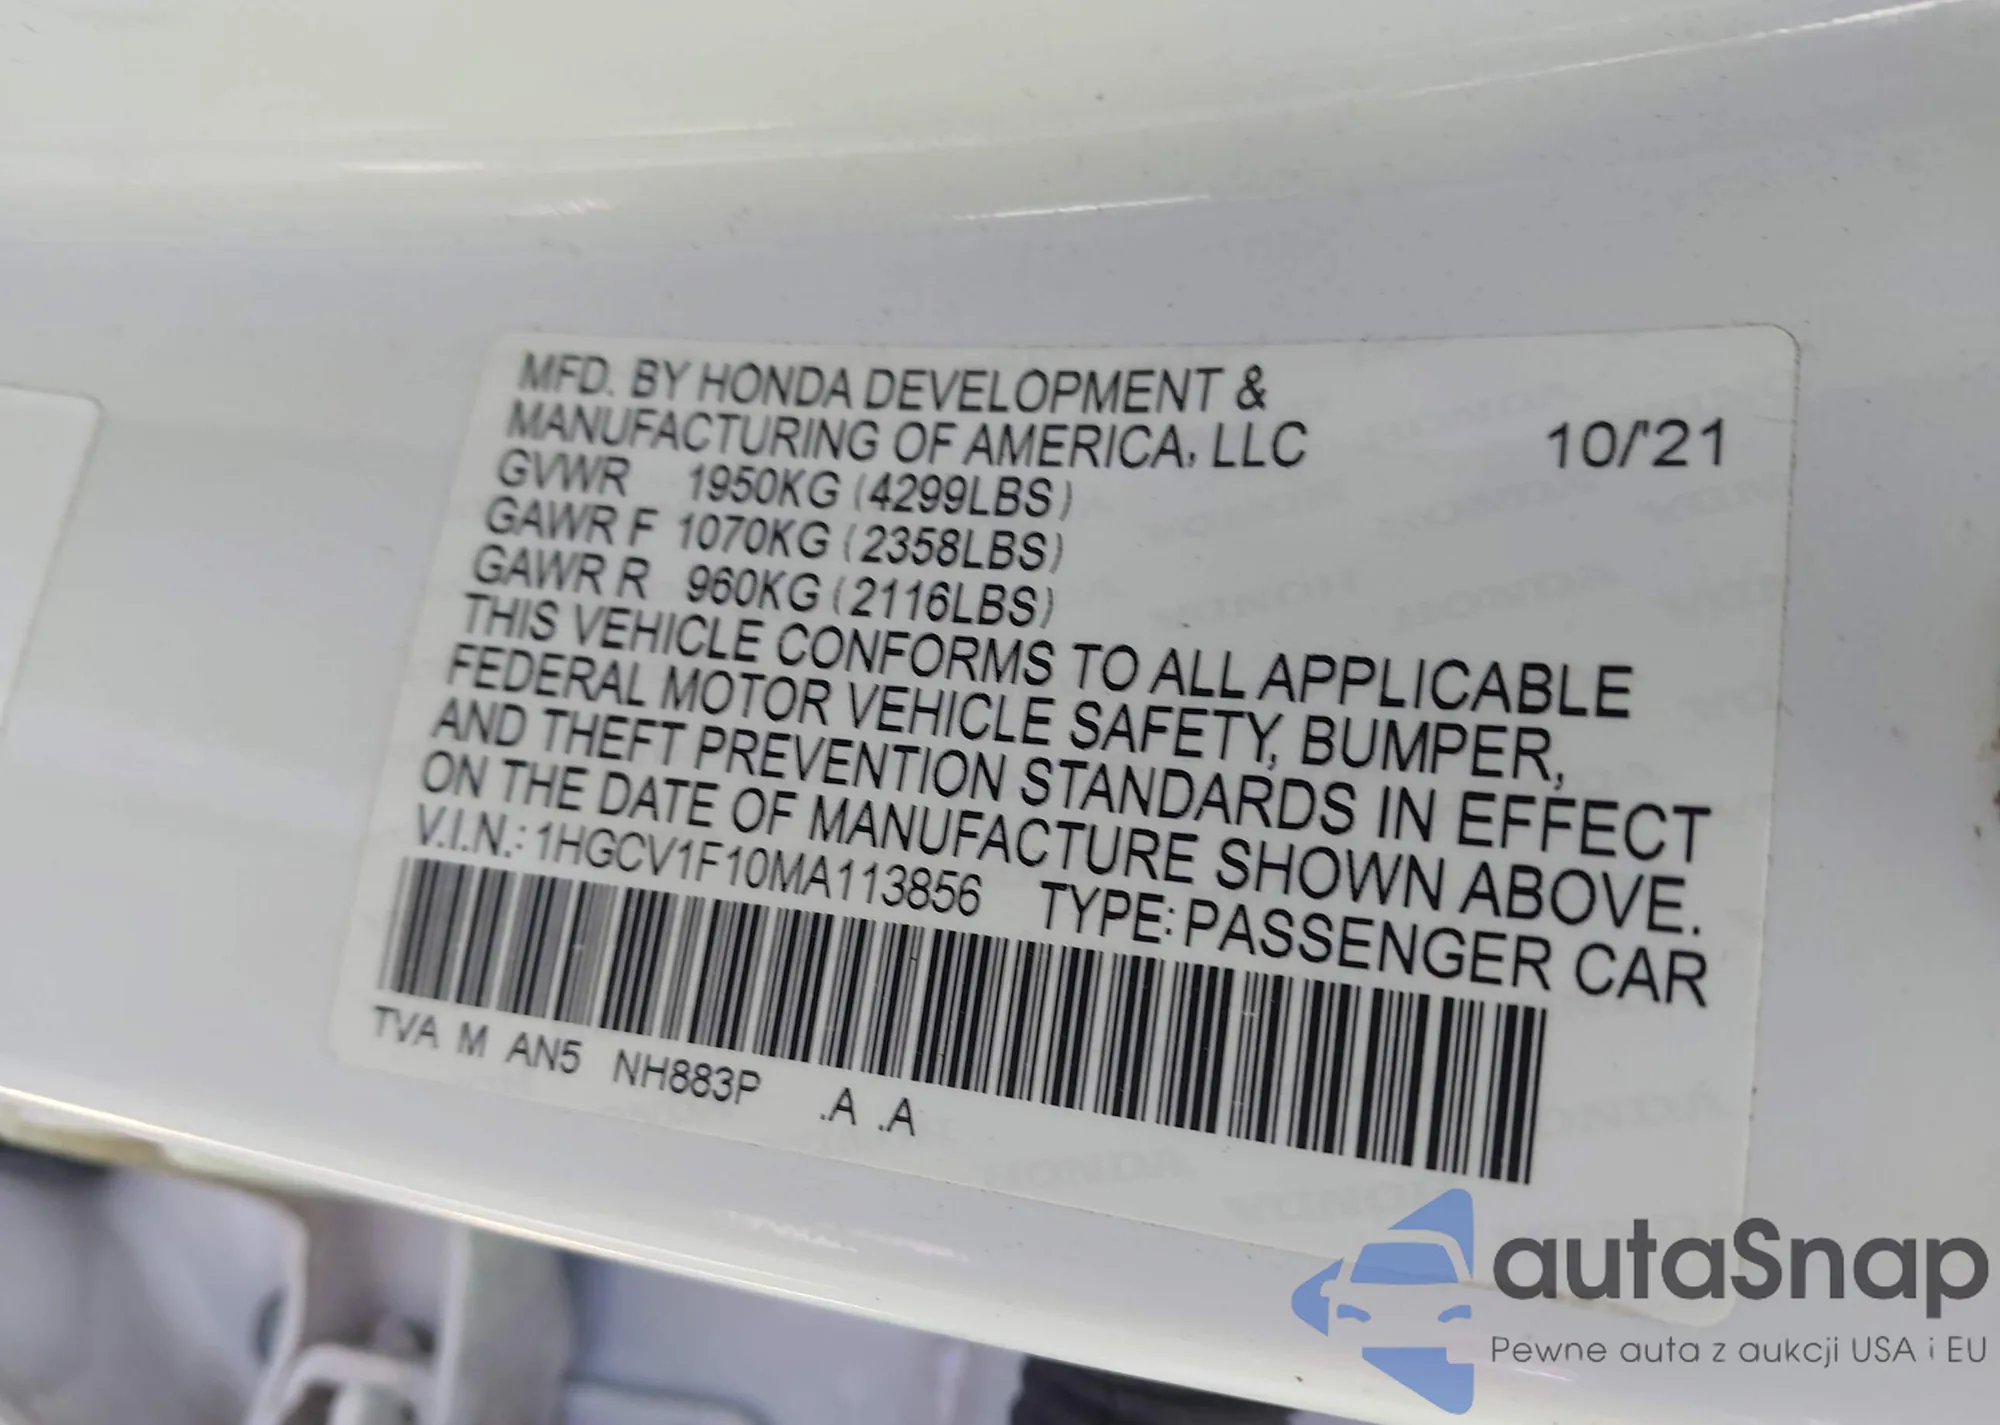 MFD. BY HONDA DEVELOPMENT &
MANUFACTURING OF AMERICA, LLC 10/'21
GVWR 1950KG (4299LBS)
GAWR F 1070KG (2358LBS)
GAWR R 960KG (2116LBS)
THIS VEHICLE CONFORMS TO ALL APPLICABLE
FEDERAL MOTOR VEHICLE SAFETY, BUMPER,
AND THEFT PREVENTION STANDARDS IN EFFECT
ON THE DATE OF MANUFACTURE SHOWN ABOVE.
V.I.N.: 1HGCV1F10MA113856 TYPE: PASSENGER CAR
TVA M AN5 NH883P .A .A
autaSnap
Pewne auta z aukcji USA i EU